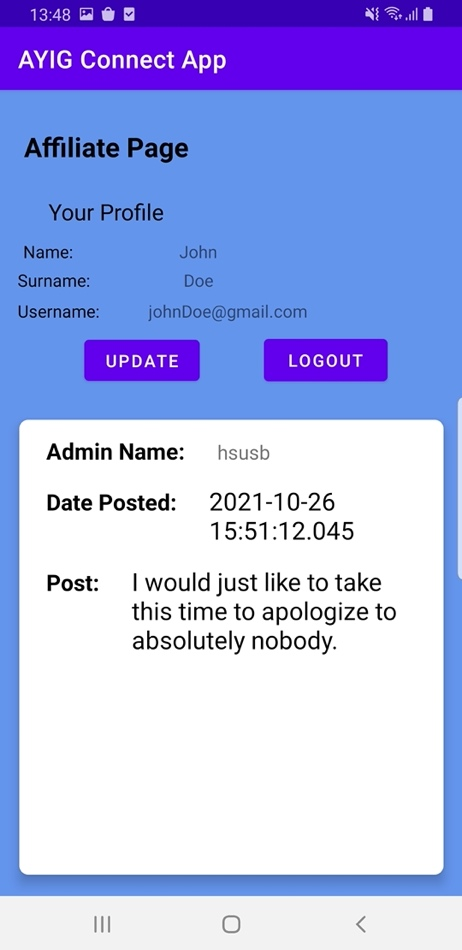 13:48
AYIG Connect App
Affiliate Page
Your Profile
Name: John
Surname: Doe
Username: johnDoe@gmail.com
UPDATE LOGOUT
Admin Name: hsusb
Date Posted: 2021-10-26
15:51:12.045
Post: I would just like to take
this time to apologize to
absolutely nobody.